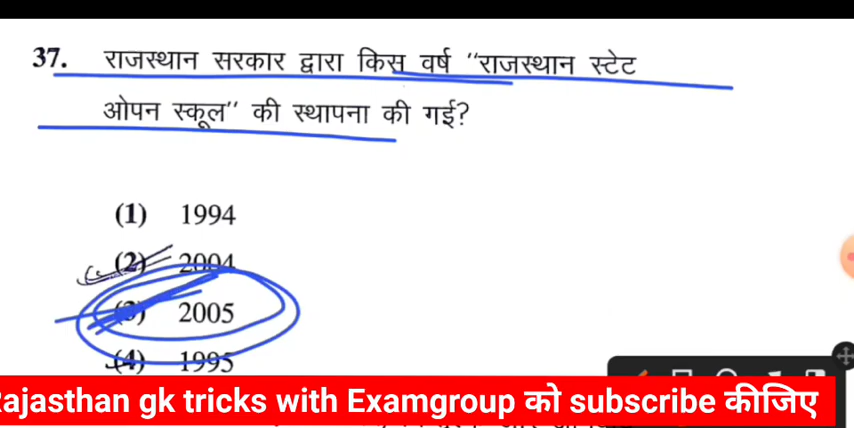 37. राजस्थान सरकार द्वारा किस वर्ष "राजस्थान स्टेट
ओपन स्कूल" की स्थापना की गई?
(1) 1994
(2) 2004
(3) 2005
(4) 1995
ajasthan gk tricks with Examgroup को subscribe कीजिए